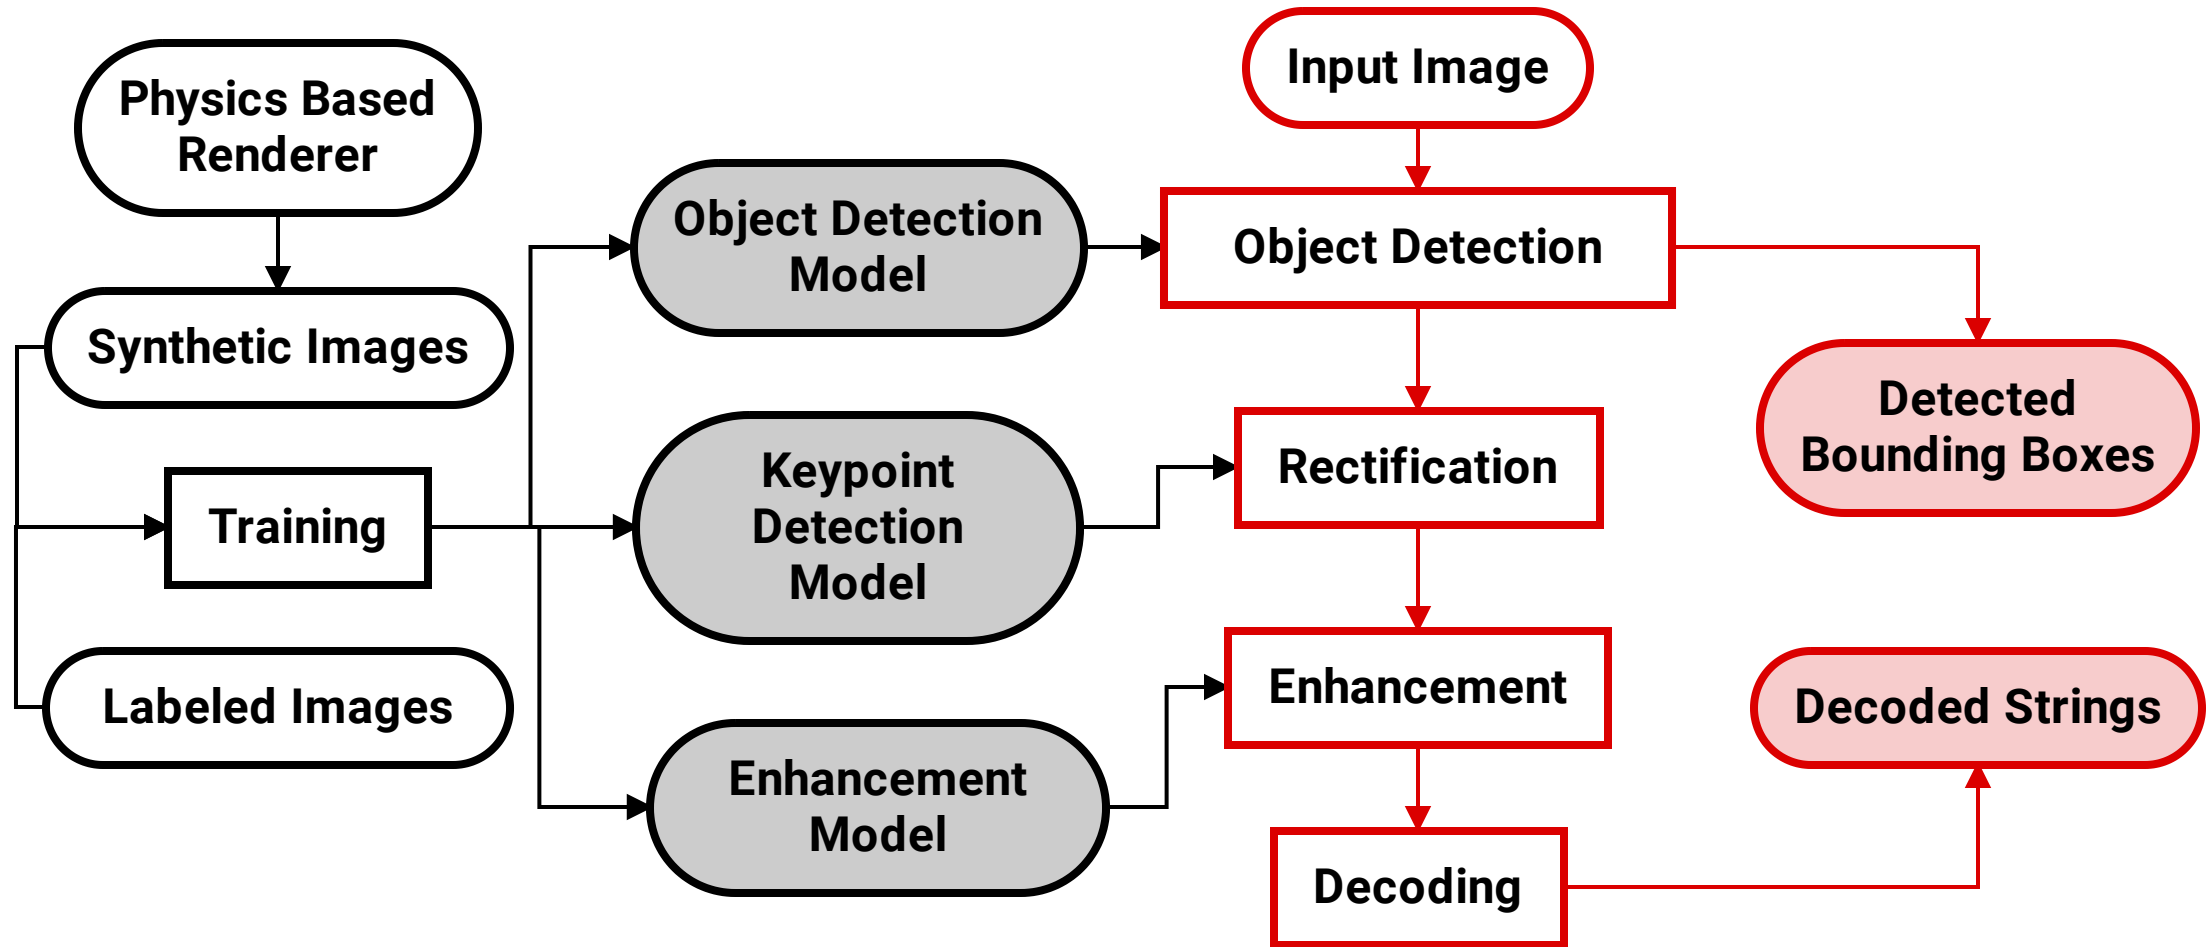 Physics Based
Renderer
Synthetic Images
Training
Labeled Images
Object Detection
Model
Keypoint
Detection
Model
Enhancement
Model
Input Image
Object Detection
Rectification
Enhancement
Decoding
Detected
Bounding Boxes
Decoded Strings